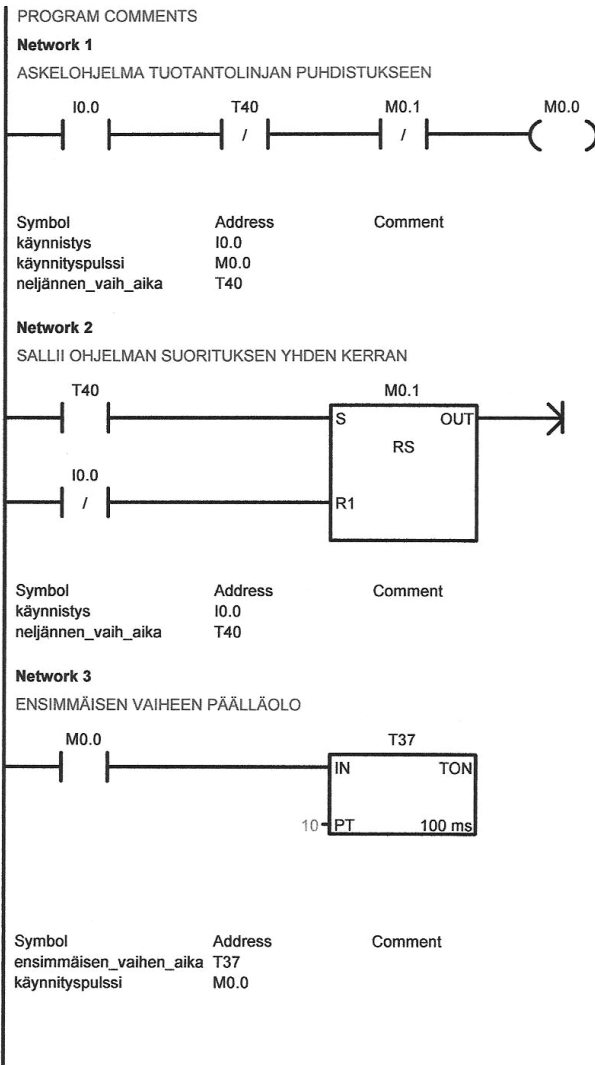 PROGRAM COMMENTS
Network 1
ASKELOHJELMA TUOTANTOLINJAN PUHDISTUKSEEN
I0.0 T40 M0.1 M0.0
/ /
Symbol Address Comment
käynnistys I0.0
käynnityspulssi M0.0
neljännen_vaih_aika T40
Network 2
SALLII OHJELMAN SUORITUKSEN YHDEN KERRAN
T40 M0.1
S OUT
RS
I0.0
/ R1
Symbol Address Comment
käynnistys I0.0
neljännen_vaih_aika T40
Network 3
ENSIMMÄISEN VAIHEEN PÄÄLLÄOLO
M0.0 T37
IN TON
10 PT 100 ms
Symbol Address Comment
ensimmäisen_vaihen_aika T37
käynnityspulssi M0.0